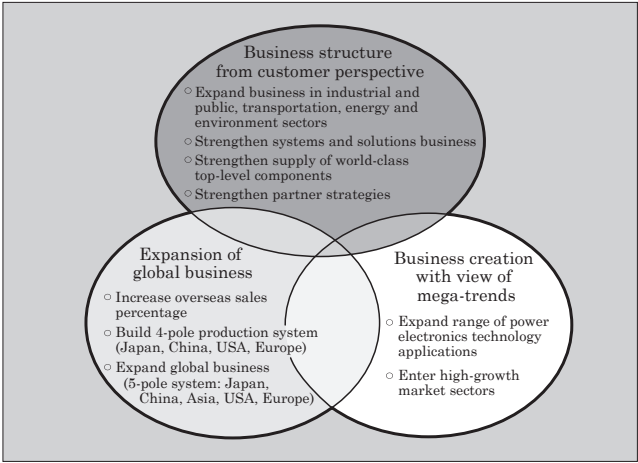 Business structure
from customer perspective
○ Expand business in industrial and
public, transportation, energy and
environment sectors
○ Strengthen systems and solutions business
○ Strengthen supply of world-class
top-level components
○ Strengthen partner strategies
Expansion of
global business
○ Increase overseas sales
percentage
○ Build 4-pole production system
(Japan, China, USA, Europe)
○ Expand global business
(5-pole system: Japan,
China, Asia, USA, Europe)
Business creation
with view of
mega-trends
○ Expand range of power
electronics technology
applications
○ Enter high-growth
market sectors